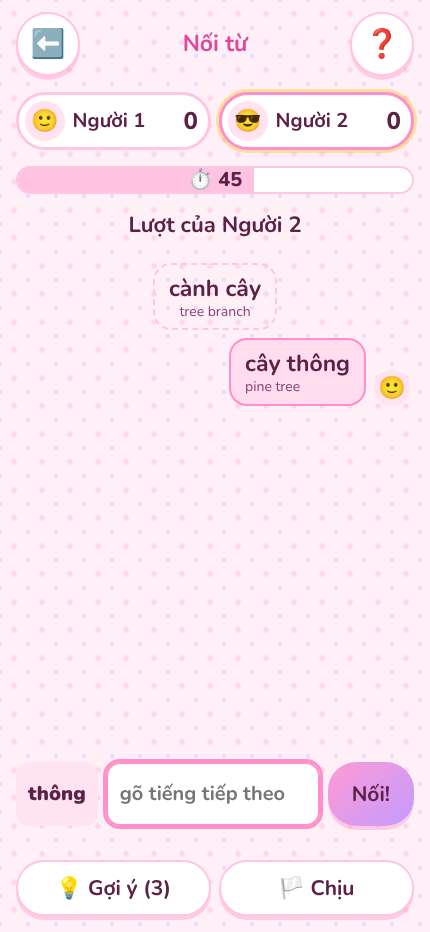 Nối từ
Người 1 0
Người 2 0
45
Lượt của Người 2
cành cây
tree branch
cây thông
pine tree
thông
gõ tiếng tiếp theo
Nối!
Gợi ý (3)
Chịu